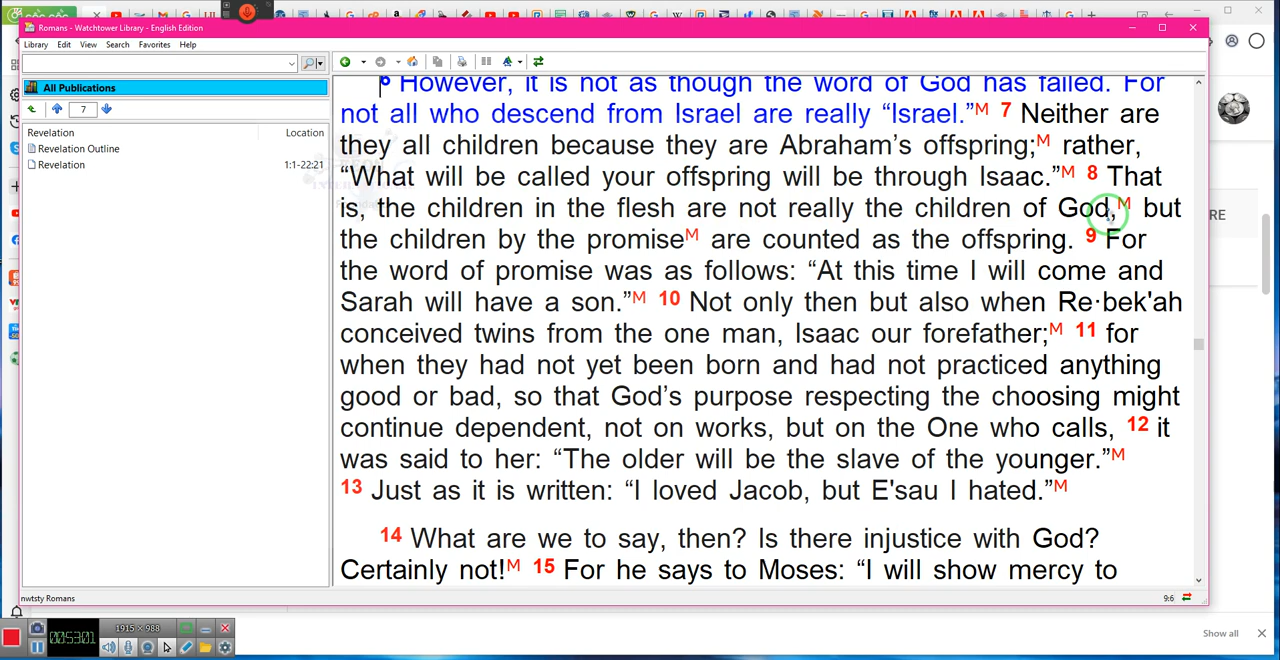 Romans - Watchtower Library - English Edition
Library Edit View Search Favorites Help
All Publications
7
Revelation Location
Revelation Outline
Revelation 1:1-22:21
6 However, it is not as though the word of God has failed. For
not all who descend from Israel are really “Israel.”M 7 Neither are
they all children because they are Abraham’s offspring;M rather,
“What will be called your offspring will be through Isaac.”M 8 That
is, the children in the flesh are not really the children of God,M but
the children by the promiseM are counted as the offspring. 9 For
the word of promise was as follows: “At this time I will come and
Sarah will have a son.”M 10 Not only then but also when Re·bek'ah
conceived twins from the one man, Isaac our forefather;M 11 for
when they had not yet been born and had not practiced anything
good or bad, so that God’s purpose respecting the choosing might
continue dependent, not on works, but on the One who calls, 12 it
was said to her: “The older will be the slave of the younger.”M
13 Just as it is written: “I loved Jacob, but E'sau I hated.”M
14 What are we to say, then? Is there injustice with God?
Certainly not!M 15 For he says to Moses: “I will show mercy to
nwtsty Romans 9:6
RE
1915 × 988
005301
Show all